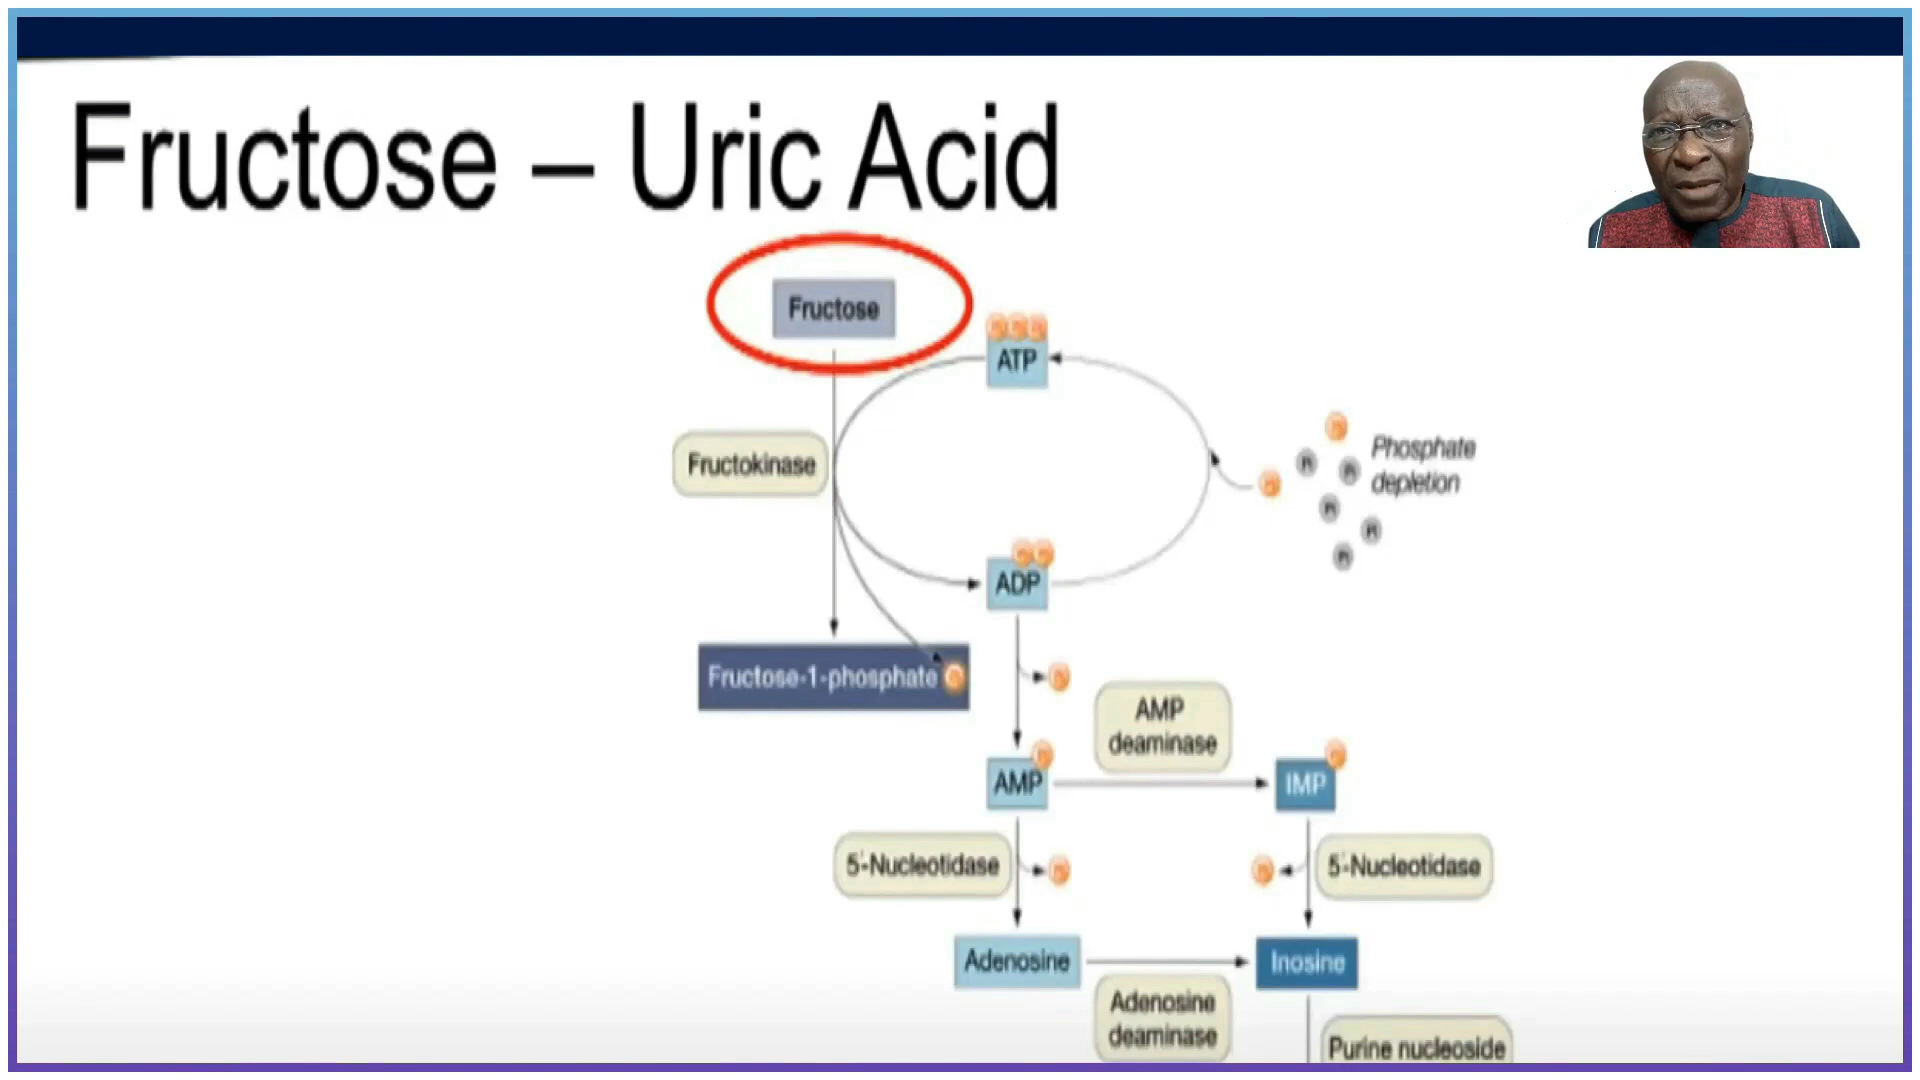 Fructose – Uric Acid
Fructose
ATP
Fructokinase
Phosphate
depletion
ADP
Fructose-1-phosphate
AMP
deaminase
AMP
IMP
5'-Nucleotidase
5'-Nucleotidase
Adenosine
Inosine
Adenosine
deaminase
Purine nucleoside